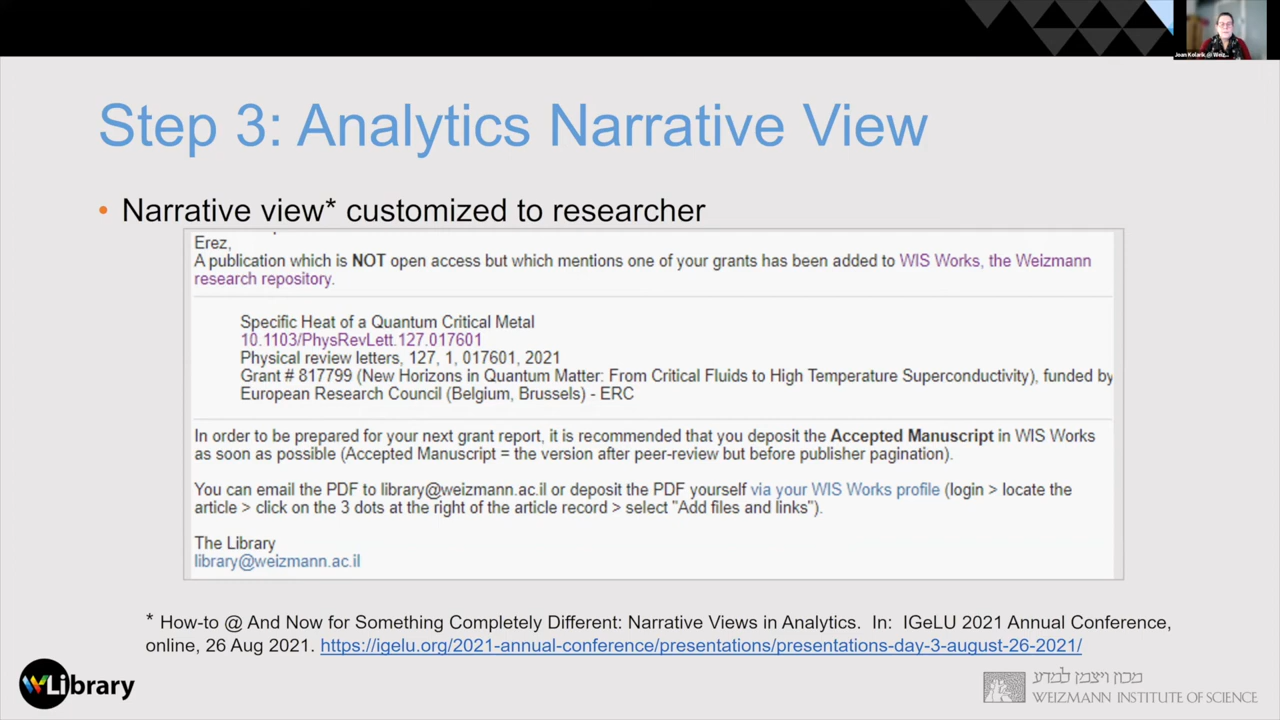 Joan Kolarik @ Weiz...
Step 3: Analytics Narrative View
• Narrative view* customized to researcher
Erez,
A publication which is NOT open access but which mentions one of your grants has been added to WIS Works, the Weizmann
research repository.
Specific Heat of a Quantum Critical Metal
10.1103/PhysRevLett.127.017601
Physical review letters, 127, 1, 017601, 2021
Grant # 817799 (New Horizons in Quantum Matter: From Critical Fluids to High Temperature Superconductivity), funded by
European Research Council (Belgium, Brussels) - ERC
In order to be prepared for your next grant report, it is recommended that you deposit the Accepted Manuscript in WIS Works
as soon as possible (Accepted Manuscript = the version after peer-review but before publisher pagination).
You can email the PDF to library@weizmann.ac.il or deposit the PDF yourself via your WIS Works profile (login > locate the
article > click on the 3 dots at the right of the article record > select "Add files and links").
The Library
library@weizmann.ac.il
* How-to @ And Now for Something Completely Different: Narrative Views in Analytics. In: IGeLU 2021 Annual Conference,
online, 26 Aug 2021. https://igelu.org/2021-annual-conference/presentations/presentations-day-3-august-26-2021/
WLibrary
מכון ויצמן למדע
WEIZMANN INSTITUTE OF SCIENCE